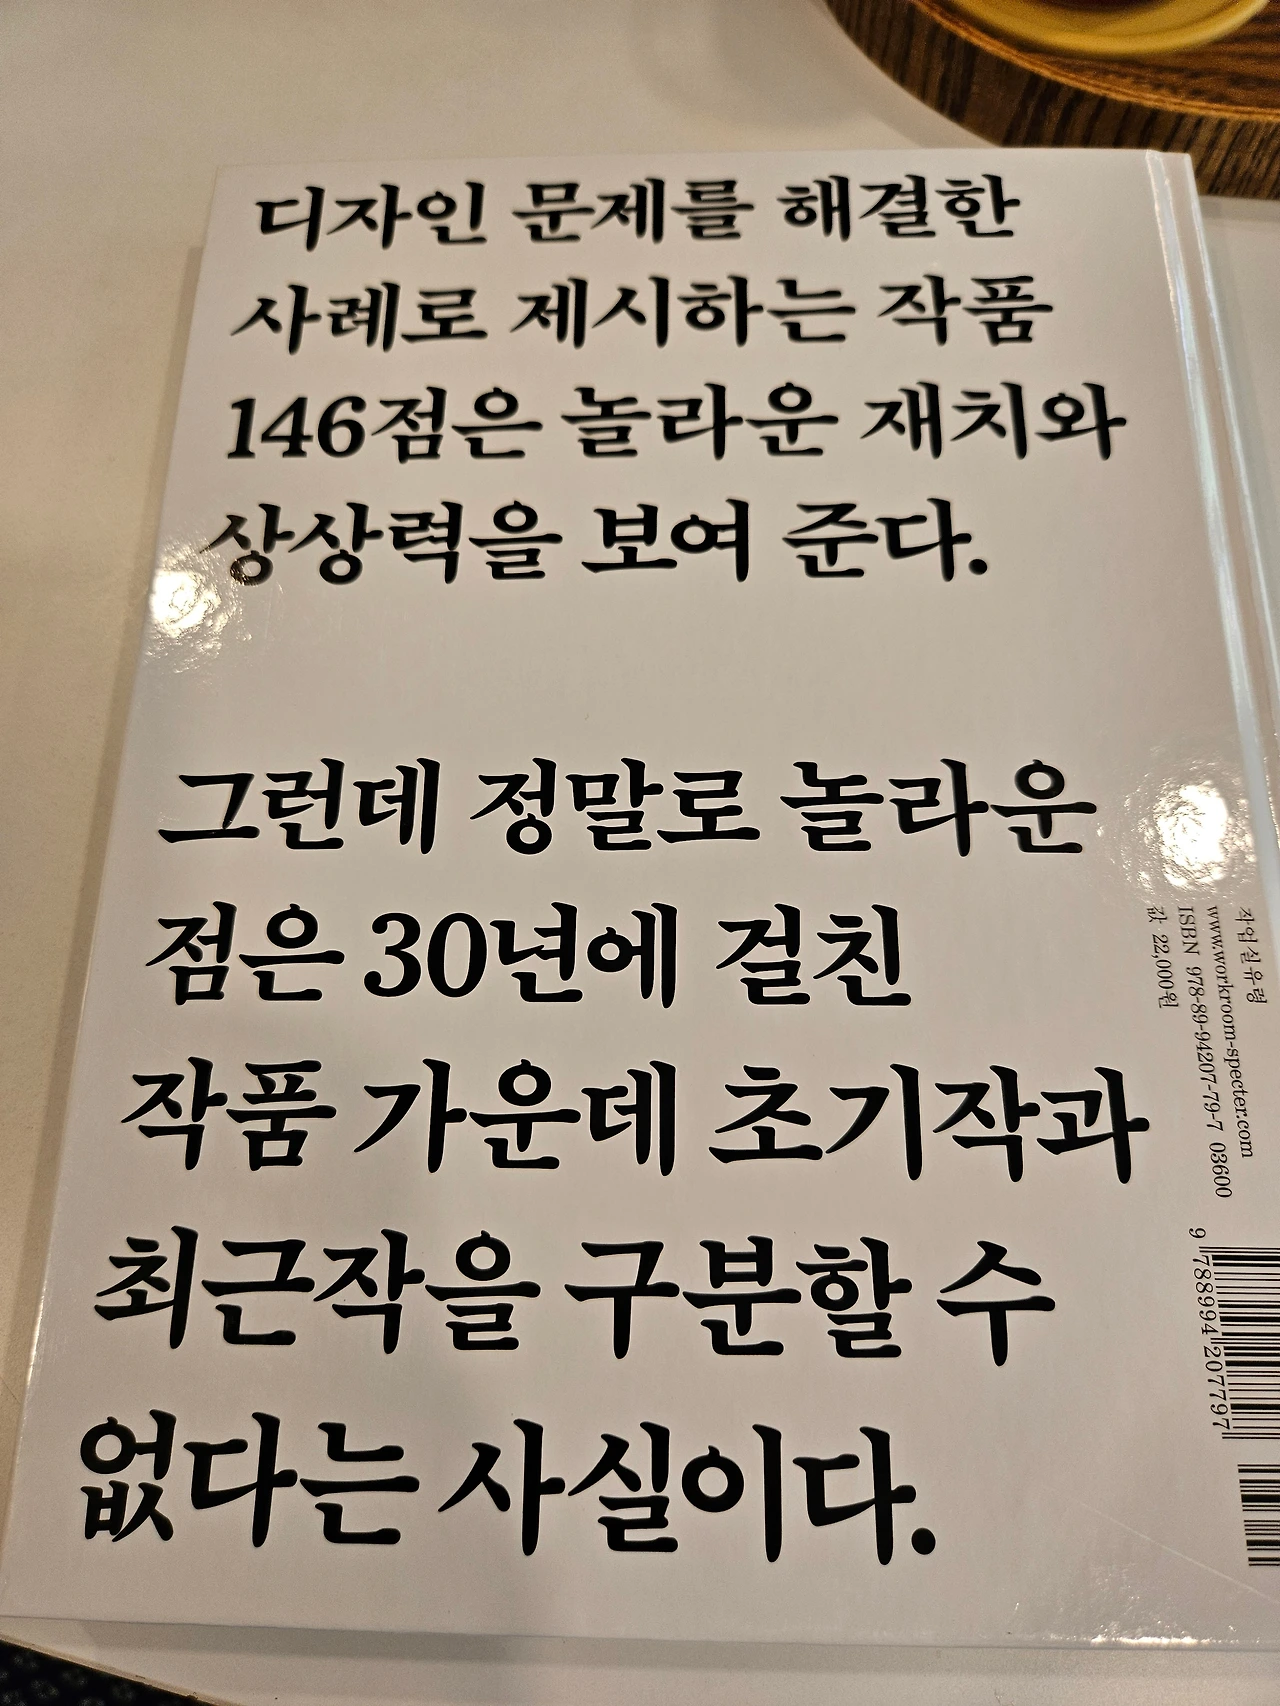 디자인 문제를 해결한
사례로 제시하는 작품
146점은 놀라운 재치와
상상력을 보여 준다.
그런데 정말로 놀라운
점은 30년에 걸친
작품 가운데 초기작과
최근작을 구분할 수
없다는 사실이다.
작업실유령
www.workroom-specter.com
ISBN 978-89-94207-79-7 03600
값 22,000원
9 788994 207797